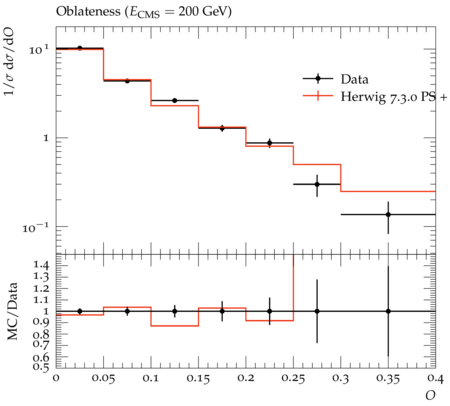 Oblateness (E_CMS = 200 GeV)
1/σ dσ/dO
10^1
1
10^−1
Data
Herwig 7.3.0 PS +
MC/Data
1.4
1.3
1.2
1.1
1
0.9
0.8
0.7
0.6
0.5
0 0.05 0.1 0.15 0.2 0.25 0.3 0.35 0.4
O